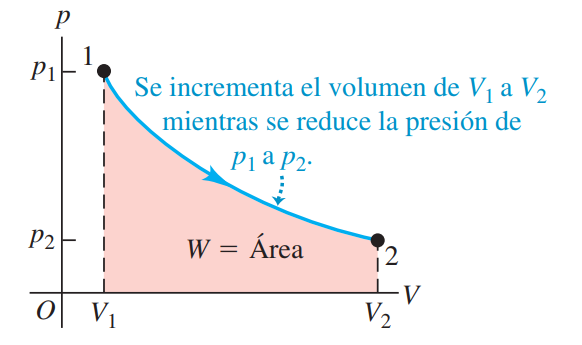 p
p₁
1
Se incrementa el volumen de V₁ a V₂
mientras se reduce la presión de
p₁ a p₂.
p₂
W = Área
2
O
V₁
V₂
V